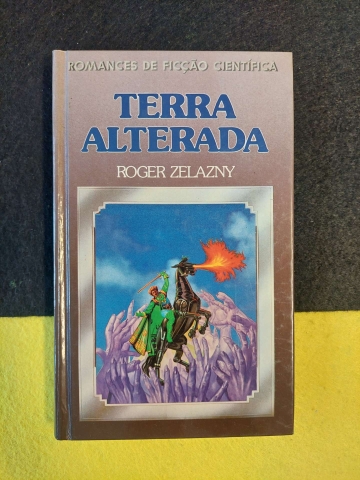 ROMANCES DE FICÇÃO CIENTÍFICA
TERRA
ALTERADA
ROGER ZELAZNY